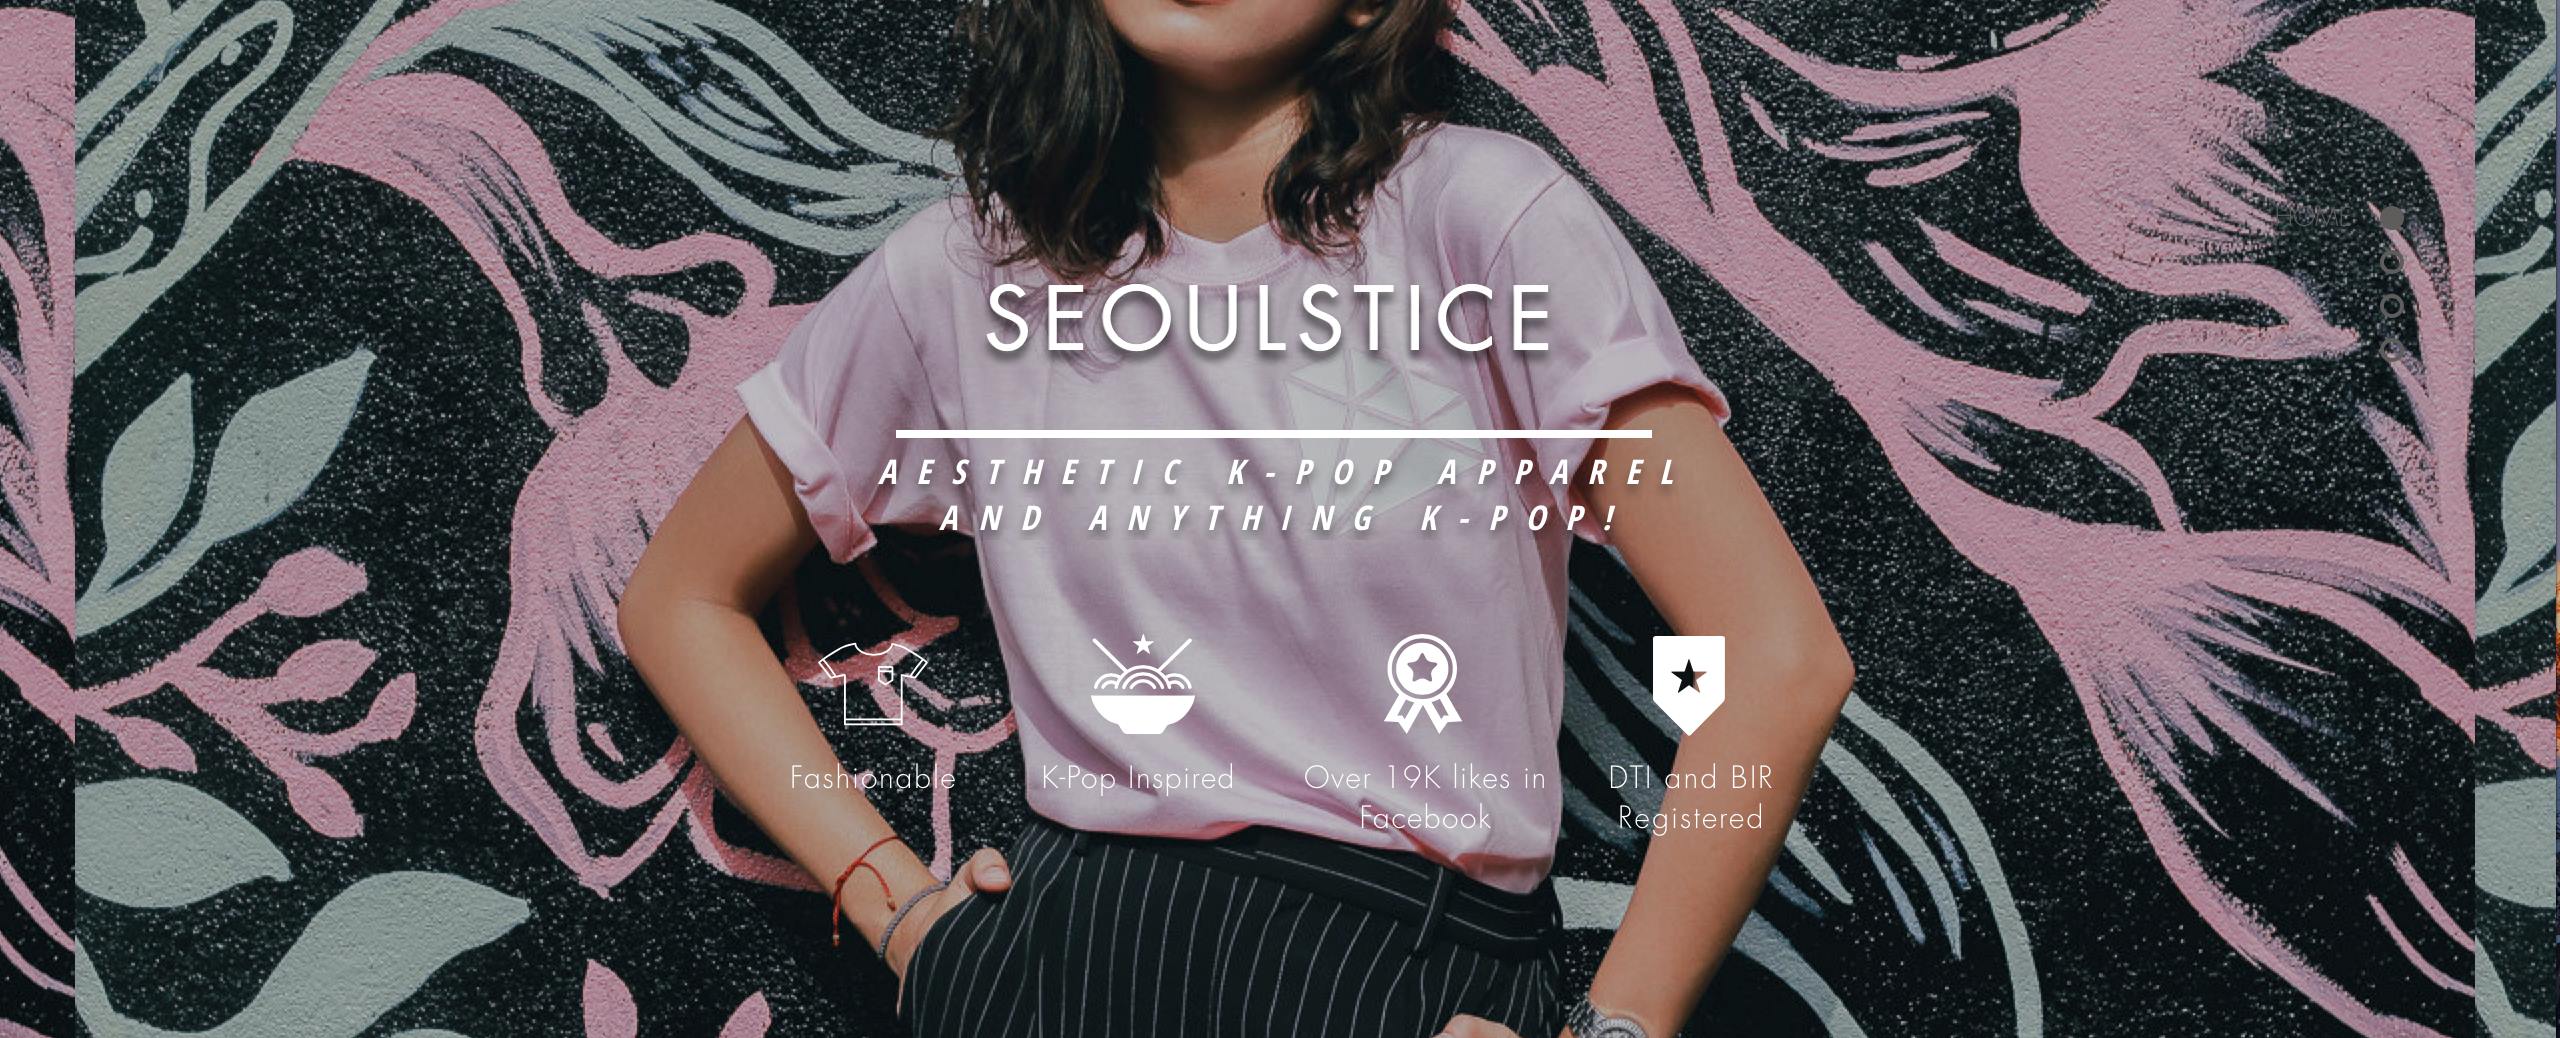 HOME
SEOULSTICE
AESTHETIC K-POP APPAREL
AND ANYTHING K-POP!
Fashionable
K-Pop Inspired
Over 19K likes in
Facebook
DTI and BIR
Registered